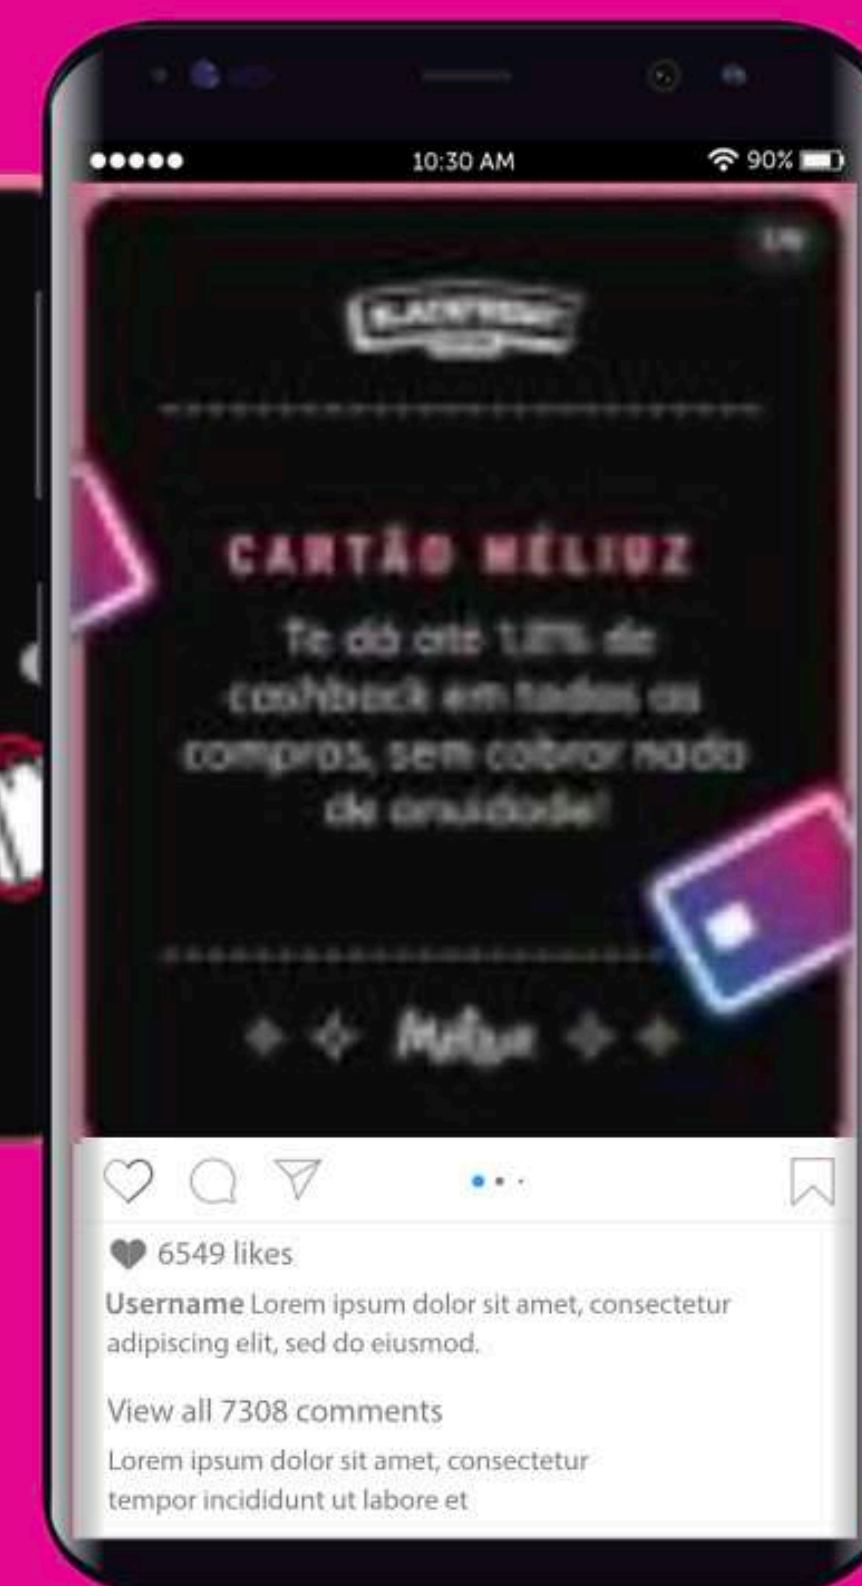 10:30 AM
90%
CARTÃO MÉLIUZ
Te dá até de
cashback em todas as
compras, sem cobrar nada
de anuidade!
Méliuz
6549 likes
Username Lorem ipsum dolor sit amet, consectetur
adipiscing elit, sed do eiusmod.
View all 7308 comments
Lorem ipsum dolor sit amet, consectetur
tempor incididunt ut labore et